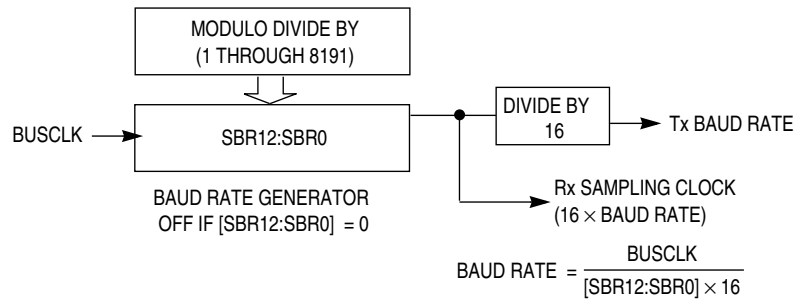 MODULO DIVIDE BY
(1 THROUGH 8191)
BUSCLK
SBR12:SBR0
DIVIDE BY
16
Tx BAUD RATE
BAUD RATE GENERATOR
OFF IF [SBR12:SBR0] = 0
Rx SAMPLING CLOCK
(16 × BAUD RATE)
BAUD RATE =
BUSCLK
[SBR12:SBR0] × 16